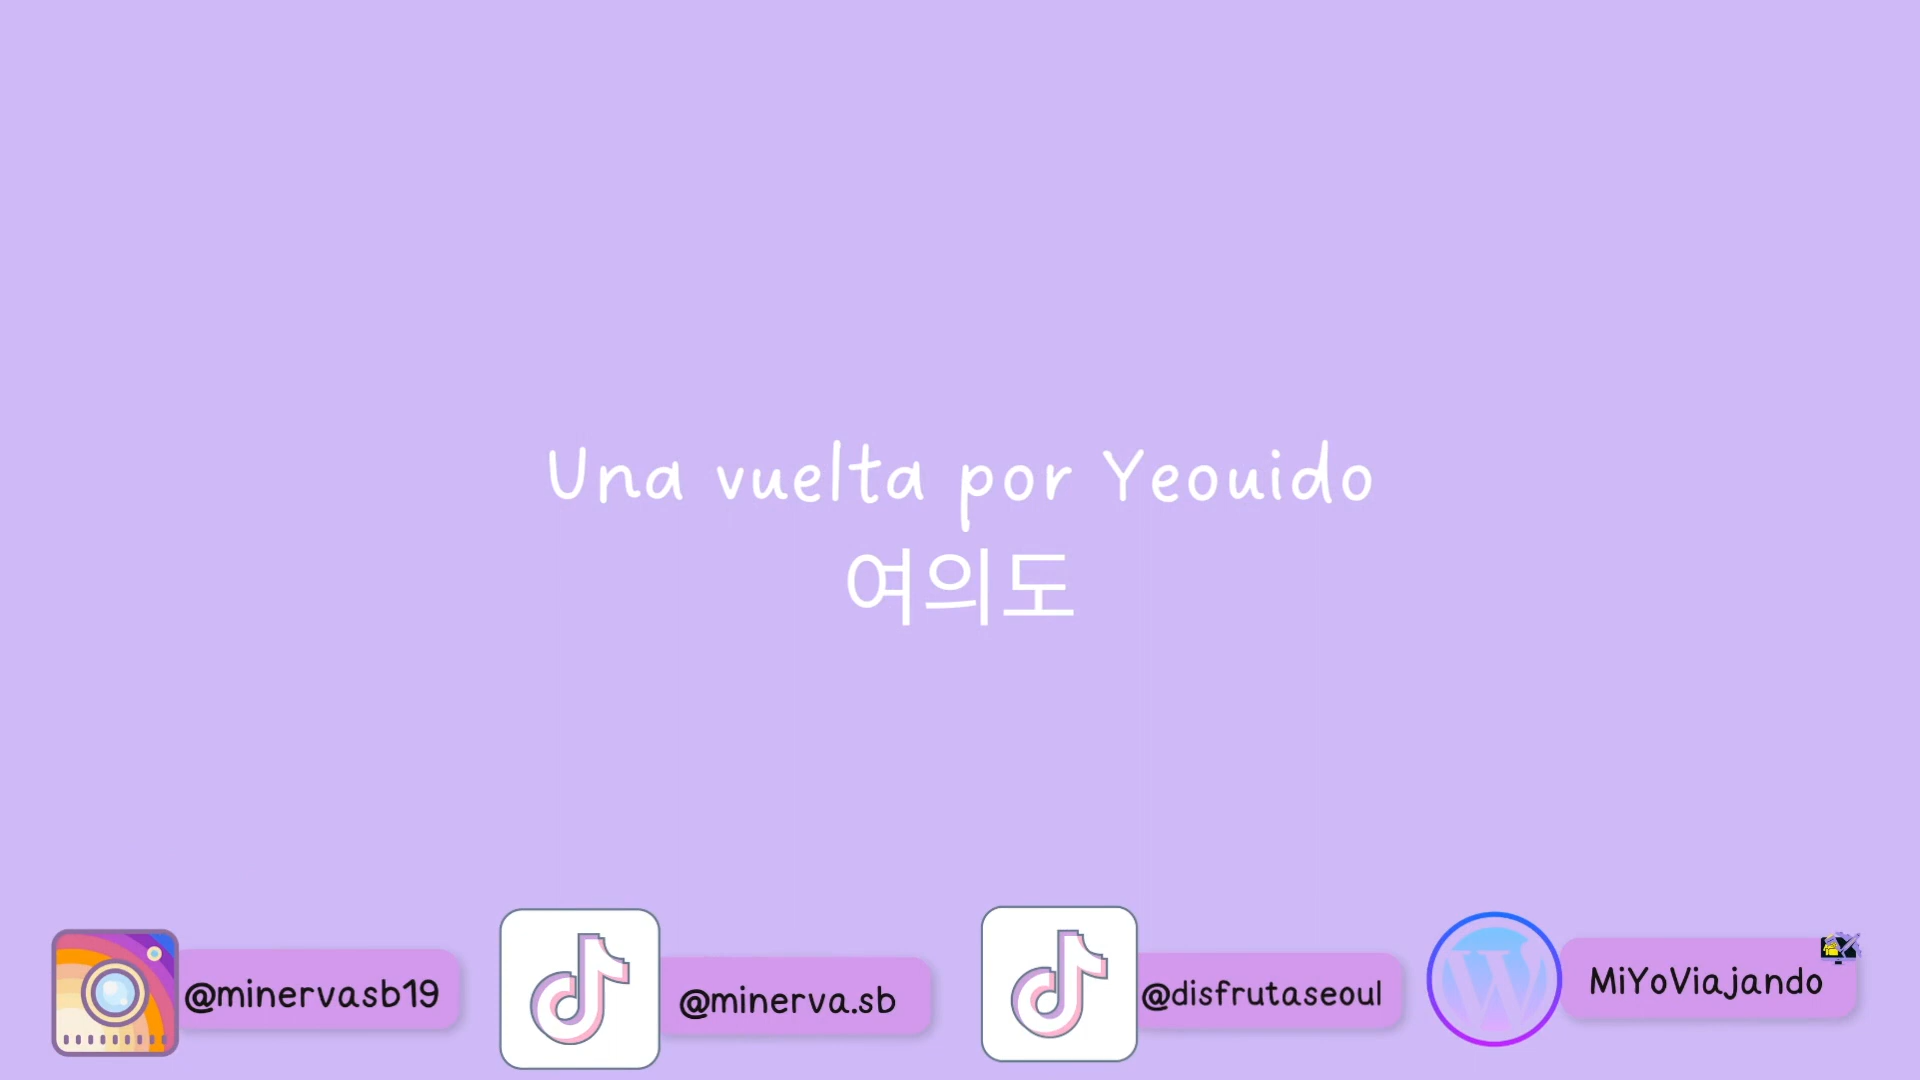 Una vuelta por Yeouido
여의도
@minervasb19
@minerva.sb
@disfrutaseoul
MiYoViajando